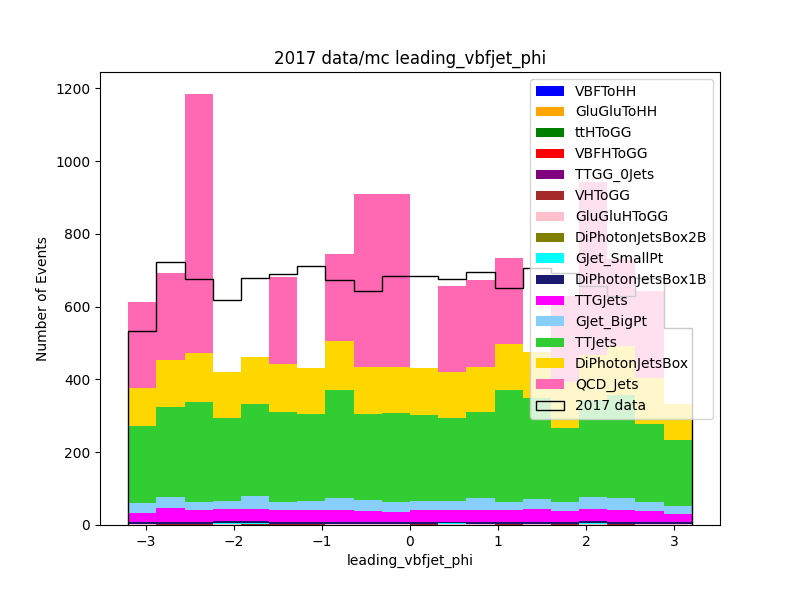 2017 data/mc leading_vbfjet_phi
Number of Events
1200
1000
800
600
400
200
0
−3
−2
−1
0
1
2
3
leading_vbfjet_phi
VBFToHH
GluGluToHH
ttHToGG
VBFHToGG
TTGG_0Jets
VHToGG
GluGluHToGG
DiPhotonJetsBox2B
GJet_SmallPt
DiPhotonJetsBox1B
TTGJets
GJet_BigPt
TTJets
DiPhotonJetsBox
QCD_Jets
2017 data